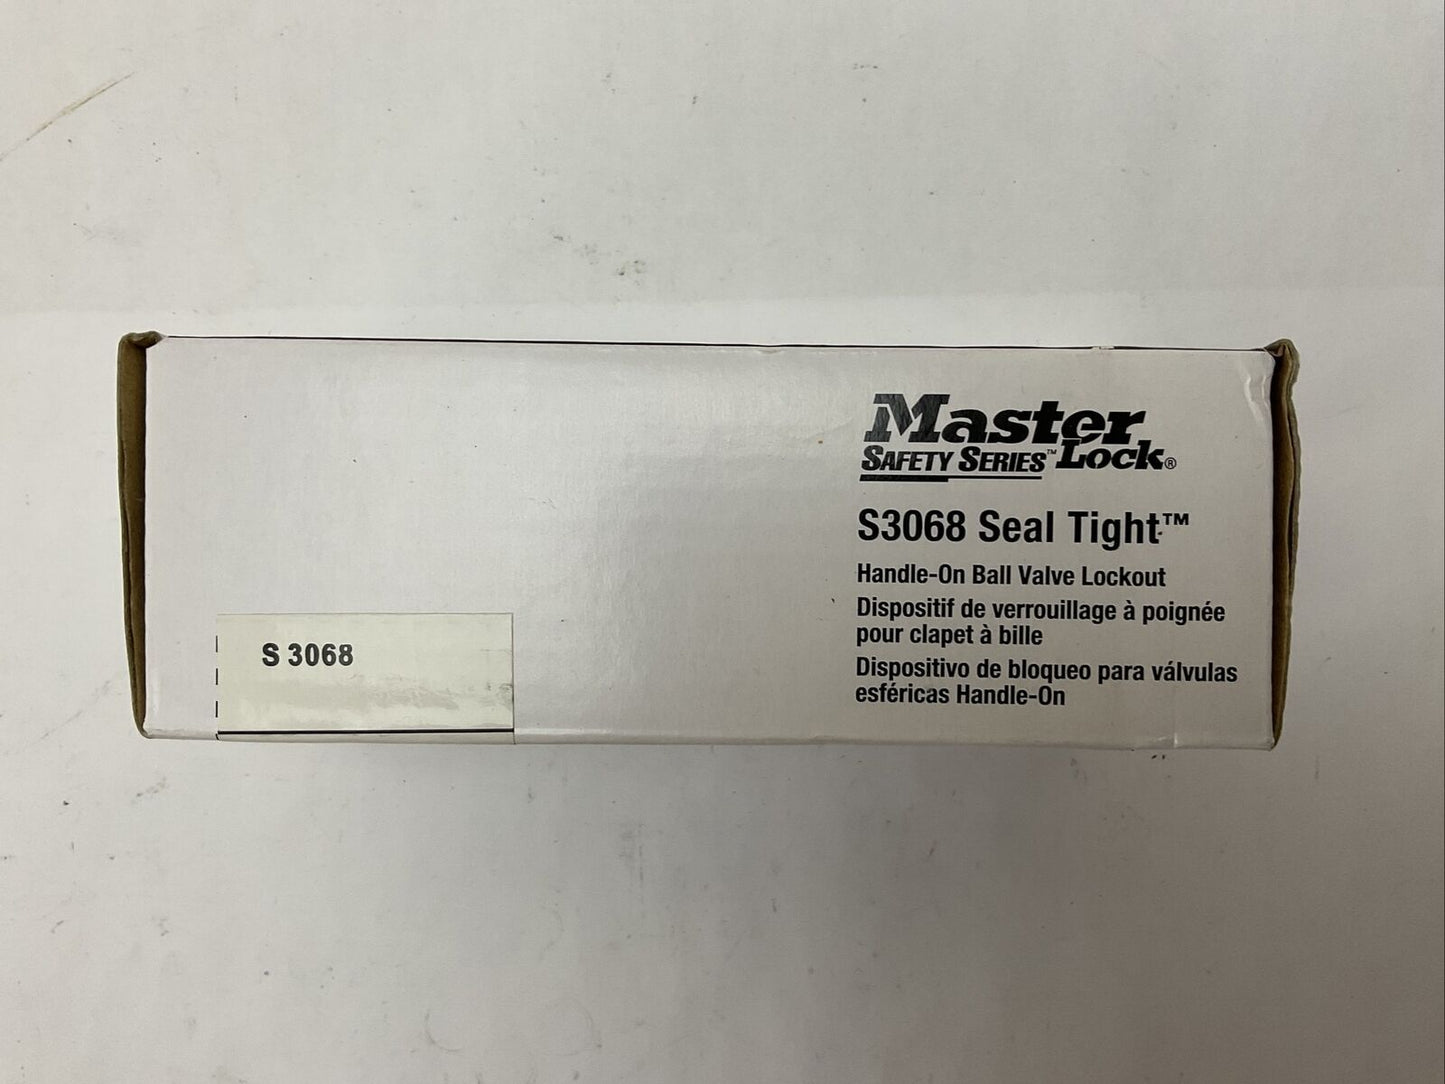 Master
SAFETY SERIES™ Lock®
S3068 Seal Tight™
Handle-On Ball Valve Lockout
Dispositif de verrouillage à poignée
pour clapet à bille
Dispositivo de bloqueo para válvulas
esféricas Handle-On
S 3068